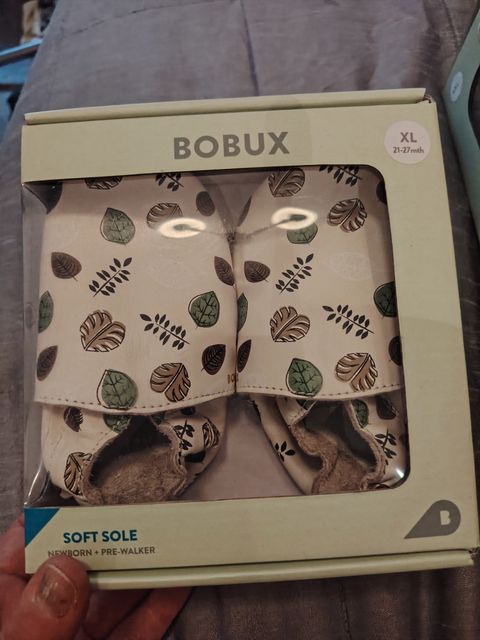 BOBUX
XL
21-27mth
SOFT SOLE
NEWBORN + PRE-WALKER
B